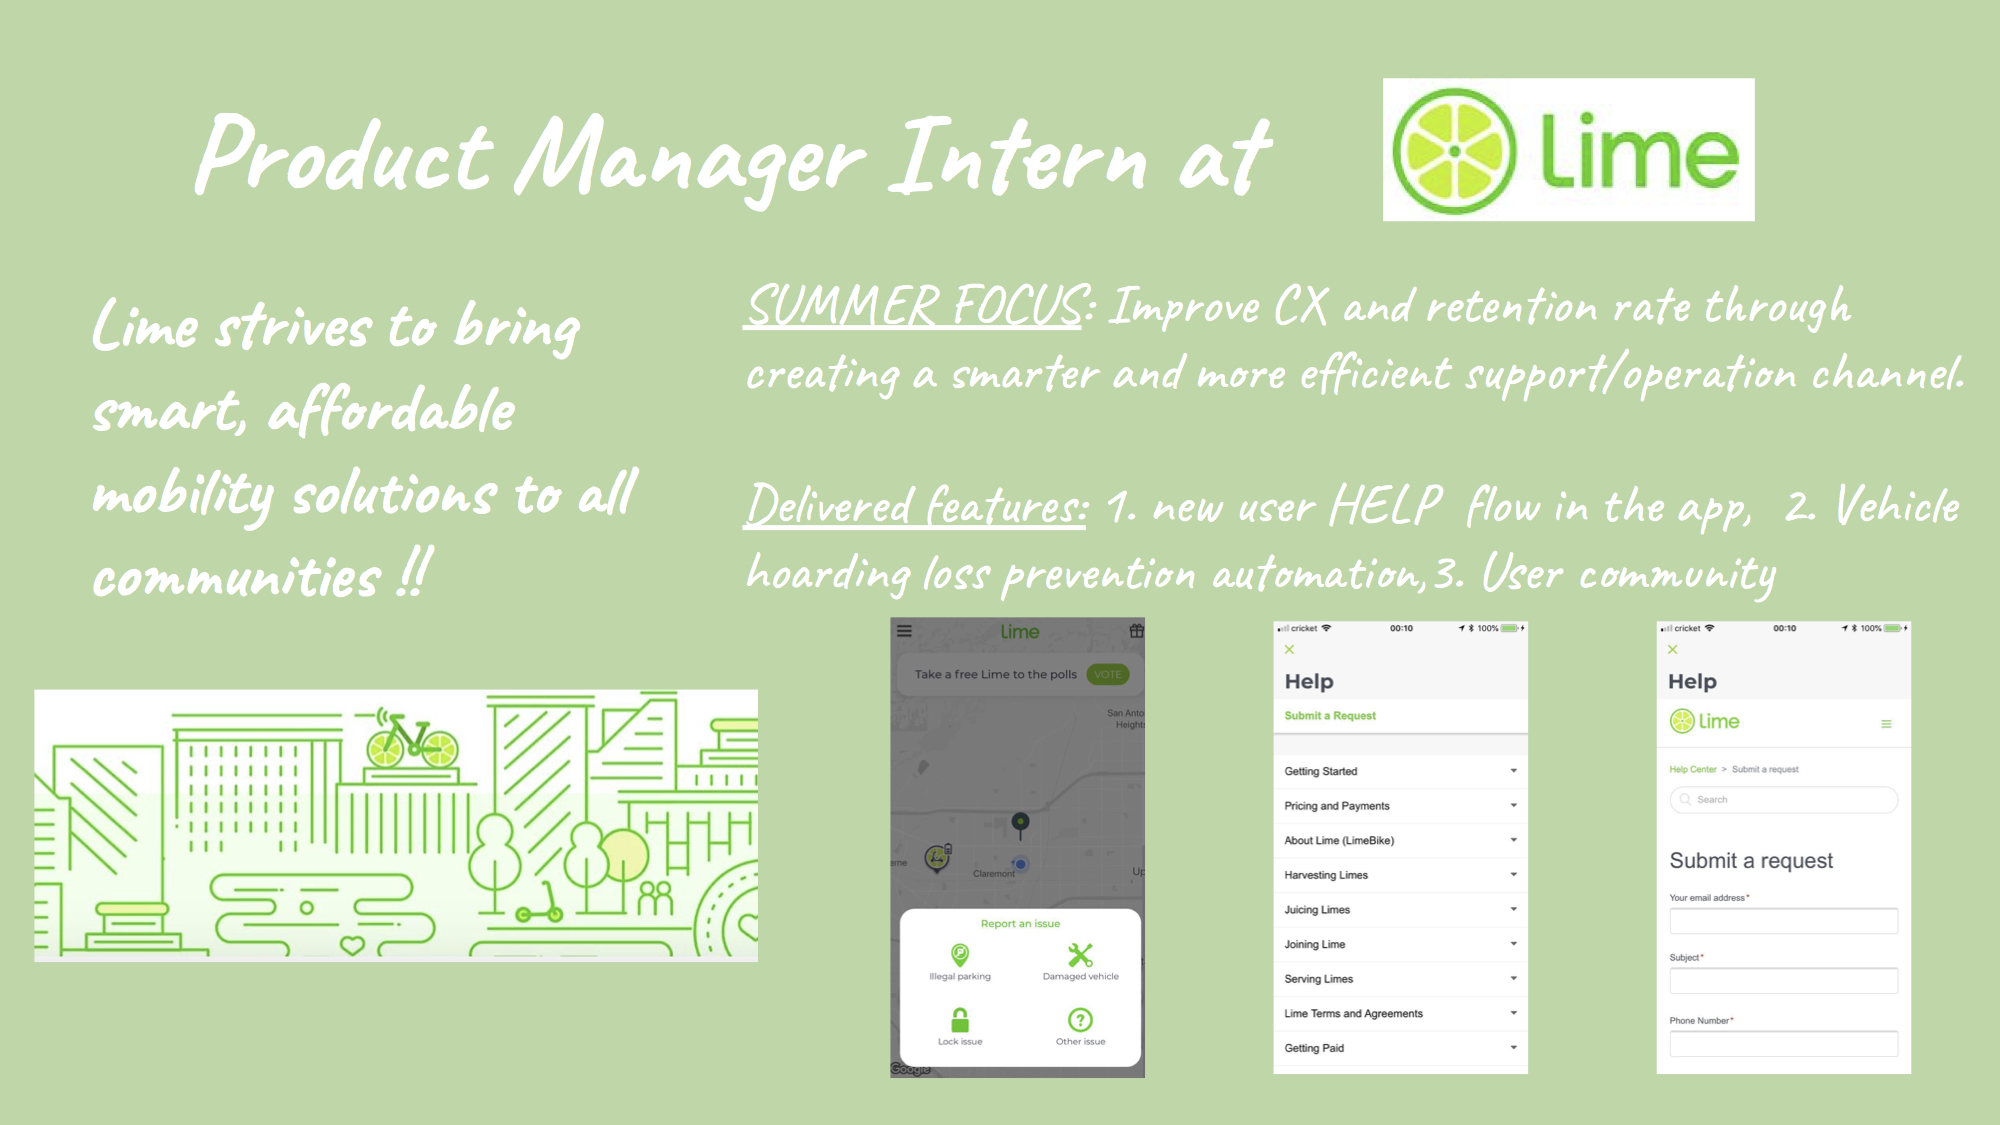 Product Manager Intern at
Lime
Lime strives to bring
smart, affordable
mobility solutions to all
communities !!
SUMMER FOCUS: Improve CX and retention rate through
creating a smarter and more efficient support/operation channel.
Delivered features: 1. new user HELP flow in the app, 2. Vehicle
hoarding loss prevention automation,3. User community
Lime
Take a free Lime to the polls VOTE
San Anto
Height
erne
Claremont
Up
Report an issue
Illegal parking Damaged vehicle
Lock issue Other issue
Google
cricket 00:10 100%
Help
Submit a Request
Getting Started
Pricing and Payments
About Lime (LimeBike)
Harvesting Limes
Juicing Limes
Joining Lime
Serving Limes
Lime Terms and Agreements
Getting Paid
cricket 00:10 100%
Help
Lime
Help Center > Submit a request
Search
Submit a request
Your email address*
Subject*
Phone Number*